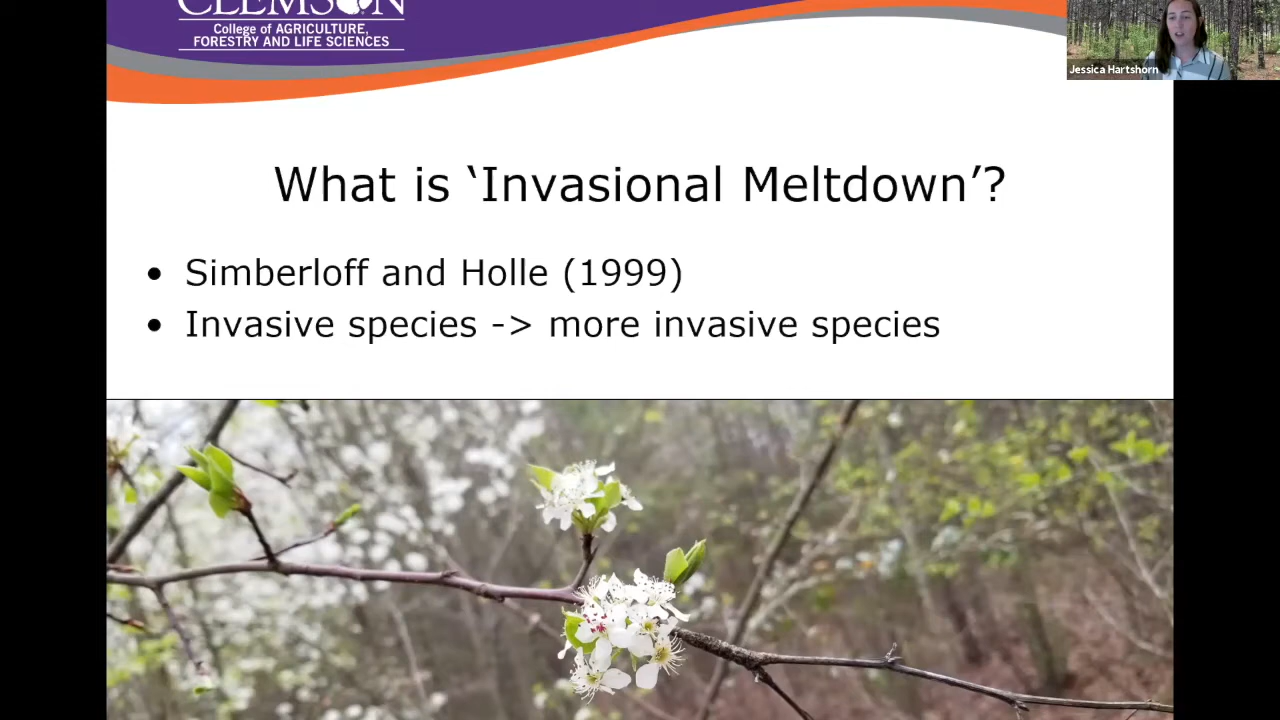 CLEMSON
College of AGRICULTURE,
FORESTRY AND LIFE SCIENCES
Jessica Hartshorn
What is ‘Invasional Meltdown’?
• Simberloff and Holle (1999)
• Invasive species -> more invasive species